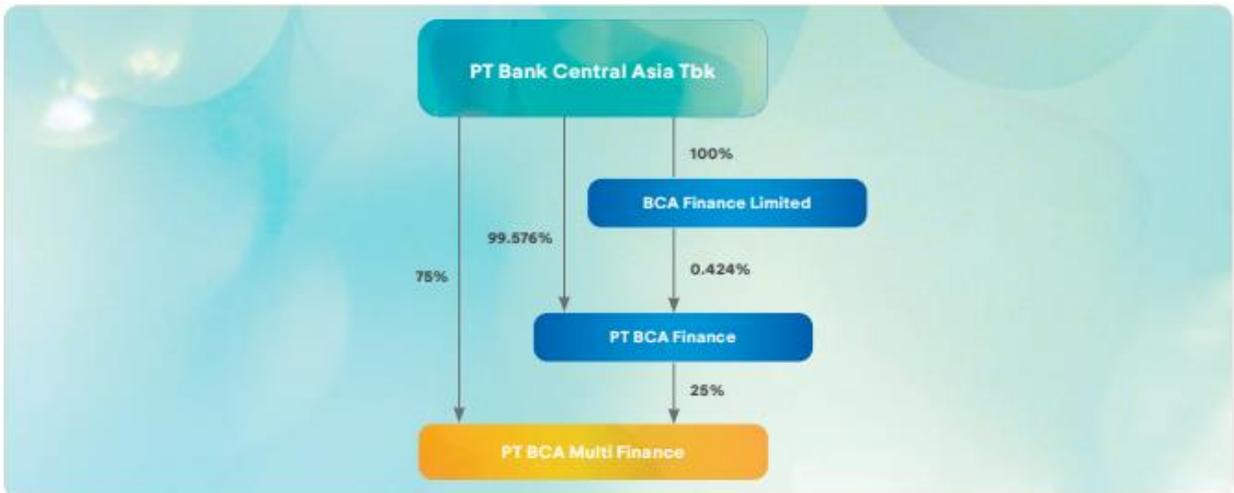 PT Bank Central Asia Tbk
100%
BCA Finance Limited
99.576%
75%
0.424%
PT BCA Finance
25%
PT BCA Multi Finance